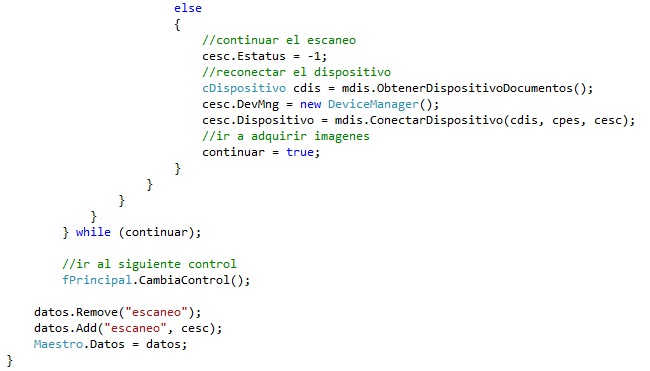 else
{
//continuar el escaneo
cesc.Estatus = -1;
//reconectar el dispositivo
cDispositivo cdis = mdis.ObtenerDispositivoDocumentos();
cesc.DevMng = new DeviceManager();
cesc.Dispositivo = mdis.ConectarDispositivo(cdis, cpes, cesc);
//ir a adquirir imagenes
continuar = true;
}
}
}
}
} while (continuar);
//ir al siguiente control
fPrincipal.CambiaControl();
datos.Remove("escaneo");
datos.Add("escaneo", cesc);
Maestro.Datos = datos;
}